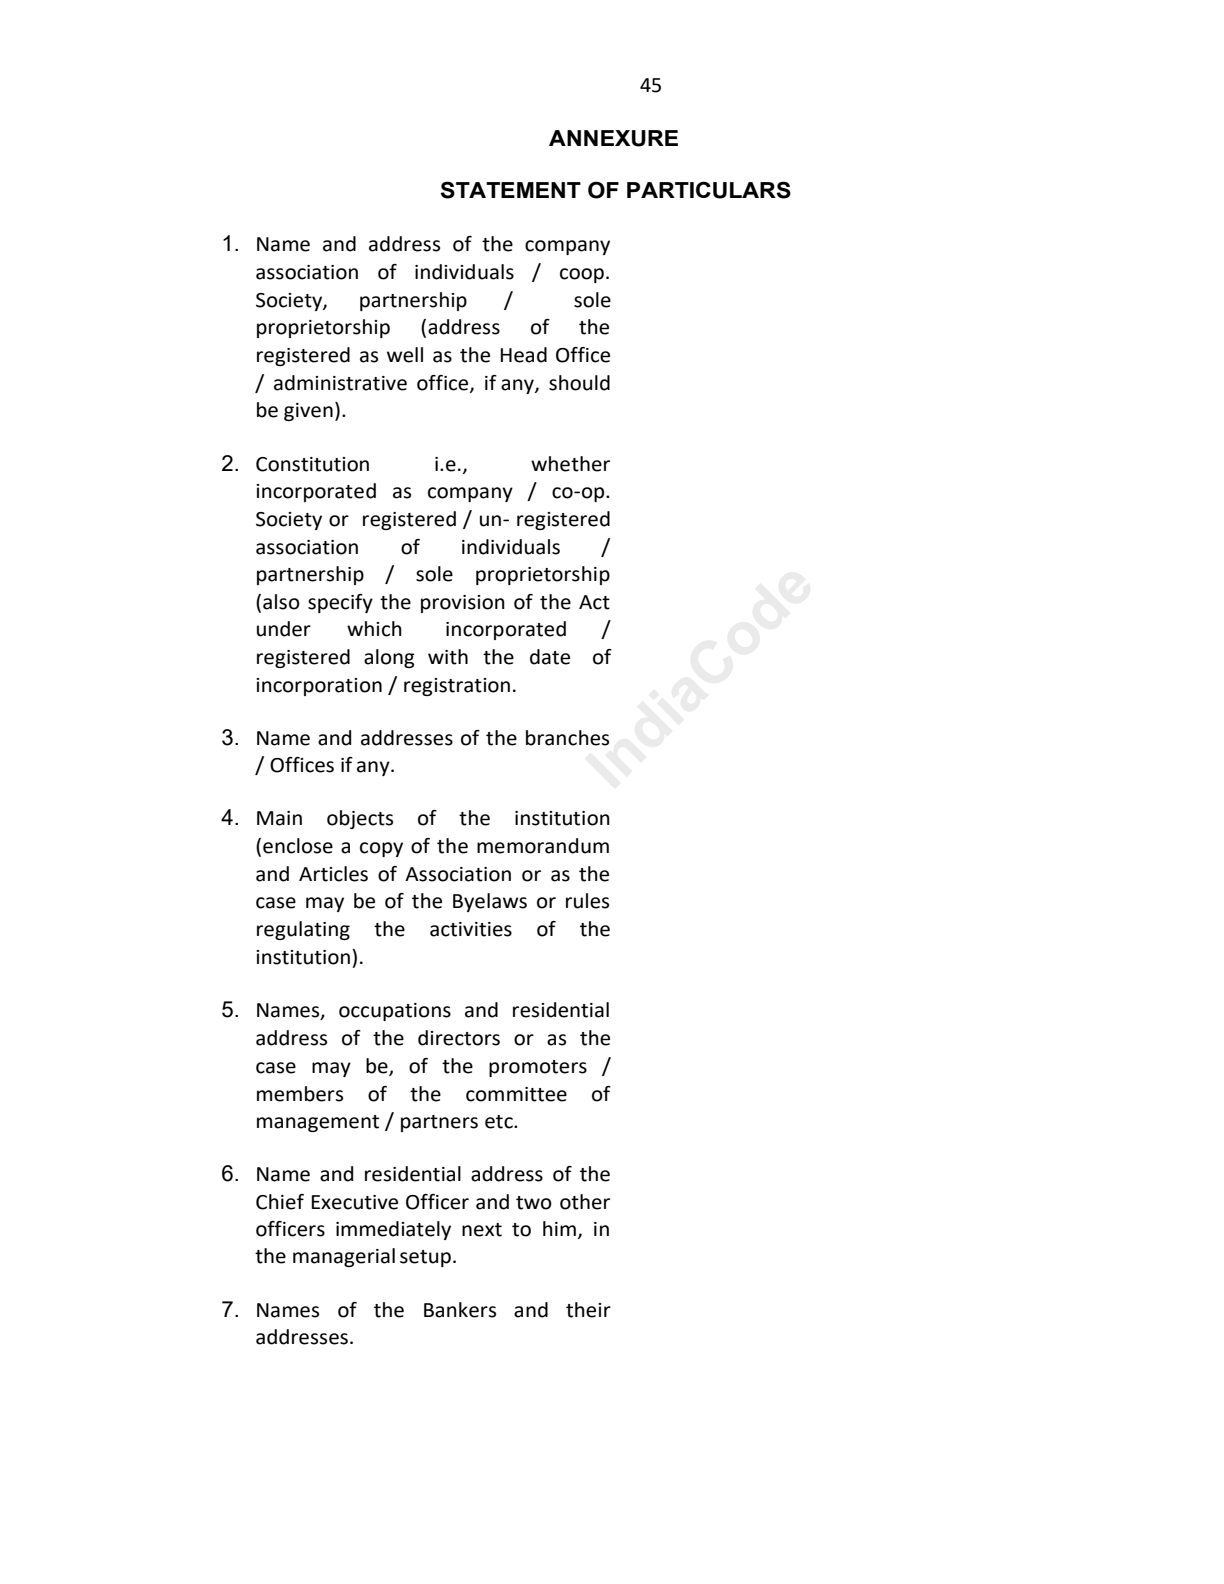 45
ANNEXURE
STATEMENT OF PARTICULARS
1. Name and address of the company
association of individuals / coop.
Society, partnership / sole
proprietorship (address of the
registered as well as the Head Office
/ administrative office, if any, should
be given).
2. Constitution i.e., whether
incorporated as company / co-op.
Society or registered / un- registered
association of individuals /
partnership / sole proprietorship
(also specify the provision of the Act
under which incorporated /
registered along with the date of
incorporation / registration.
3. Name and addresses of the branches
/ Offices if any.
4. Main objects of the institution
(enclose a copy of the memorandum
and Articles of Association or as the
case may be of the Byelaws or rules
regulating the activities of the
institution).
5. Names, occupations and residential
address of the directors or as the
case may be, of the promoters /
members of the committee of
management / partners etc.
6. Name and residential address of the
Chief Executive Officer and two other
officers immediately next to him, in
the managerial setup.
7. Names of the Bankers and their
addresses.
IndiaCode